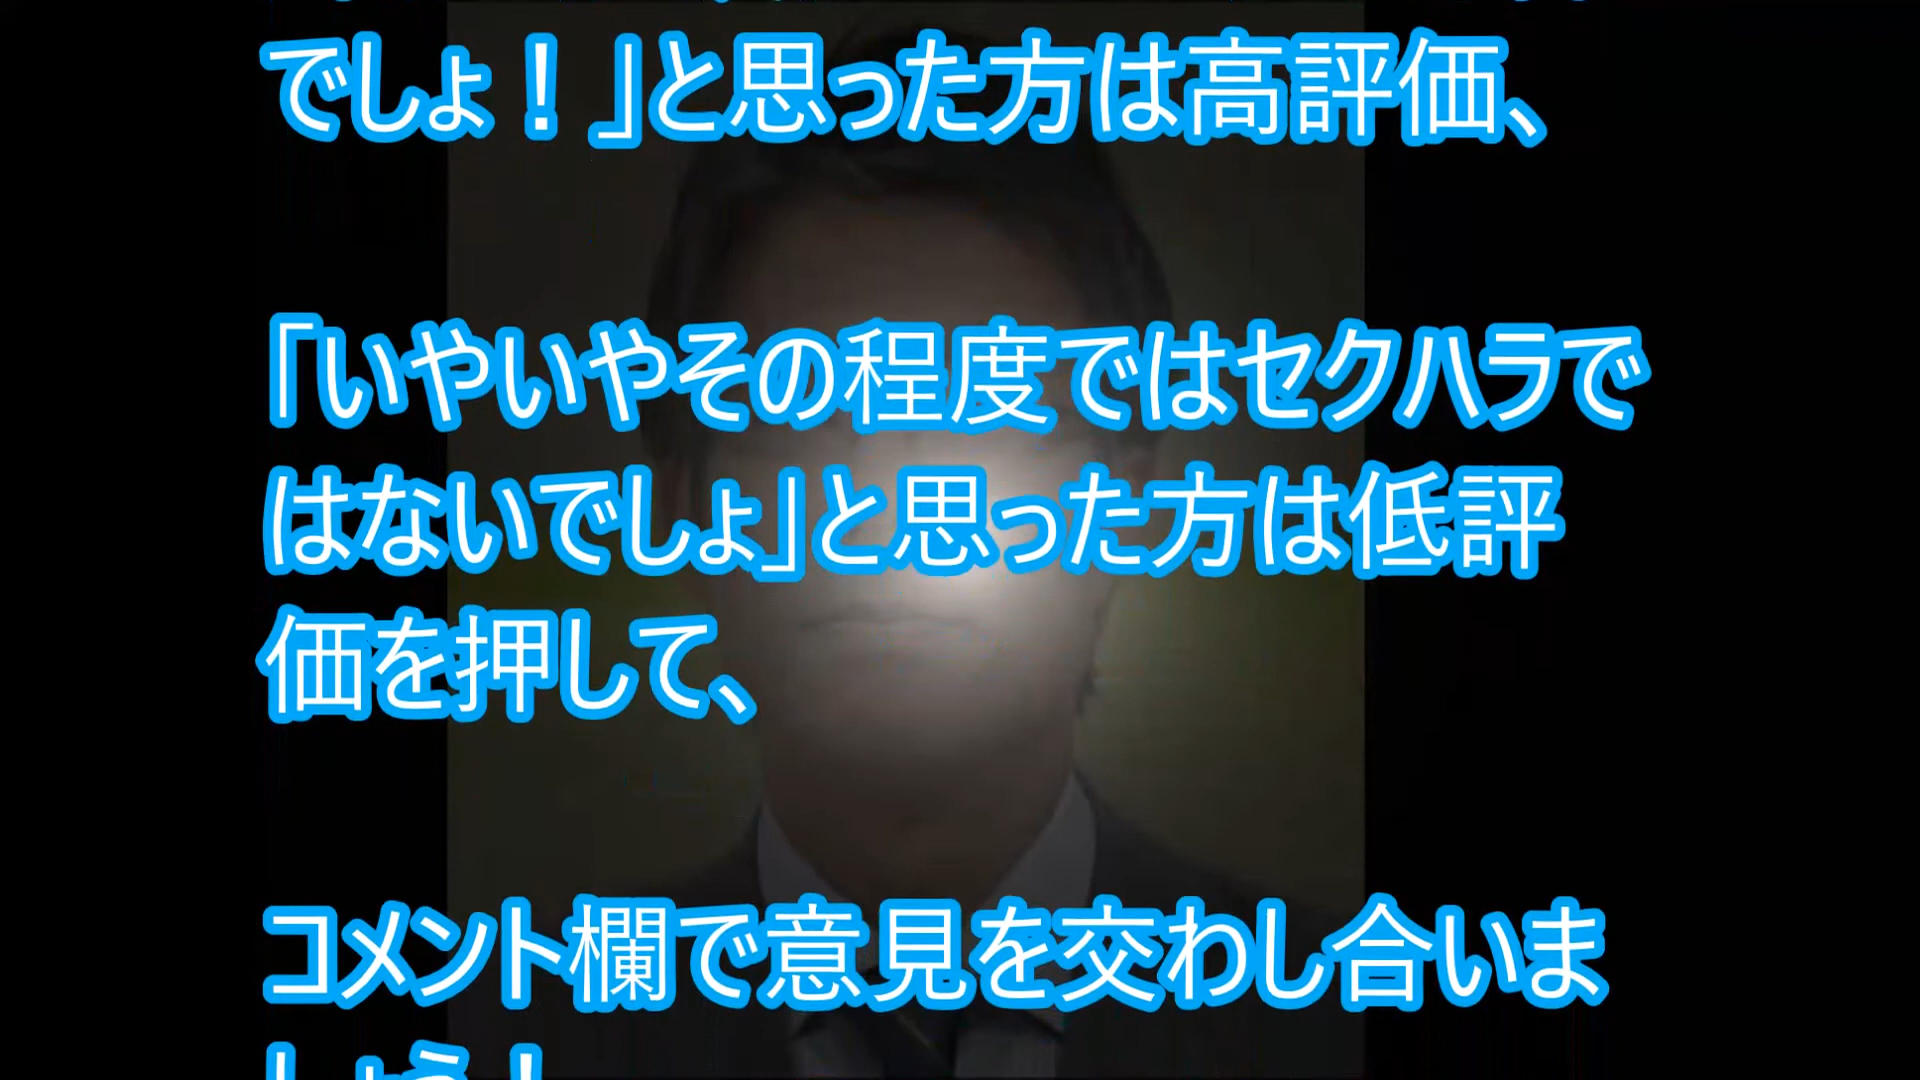 でしょ！」と思った方は高評価、
「いやいやその程度ではセクハラで
はないでしょ」と思った方は低評
価を押して、
コメント欄で意見を交わし合いま
しょう！